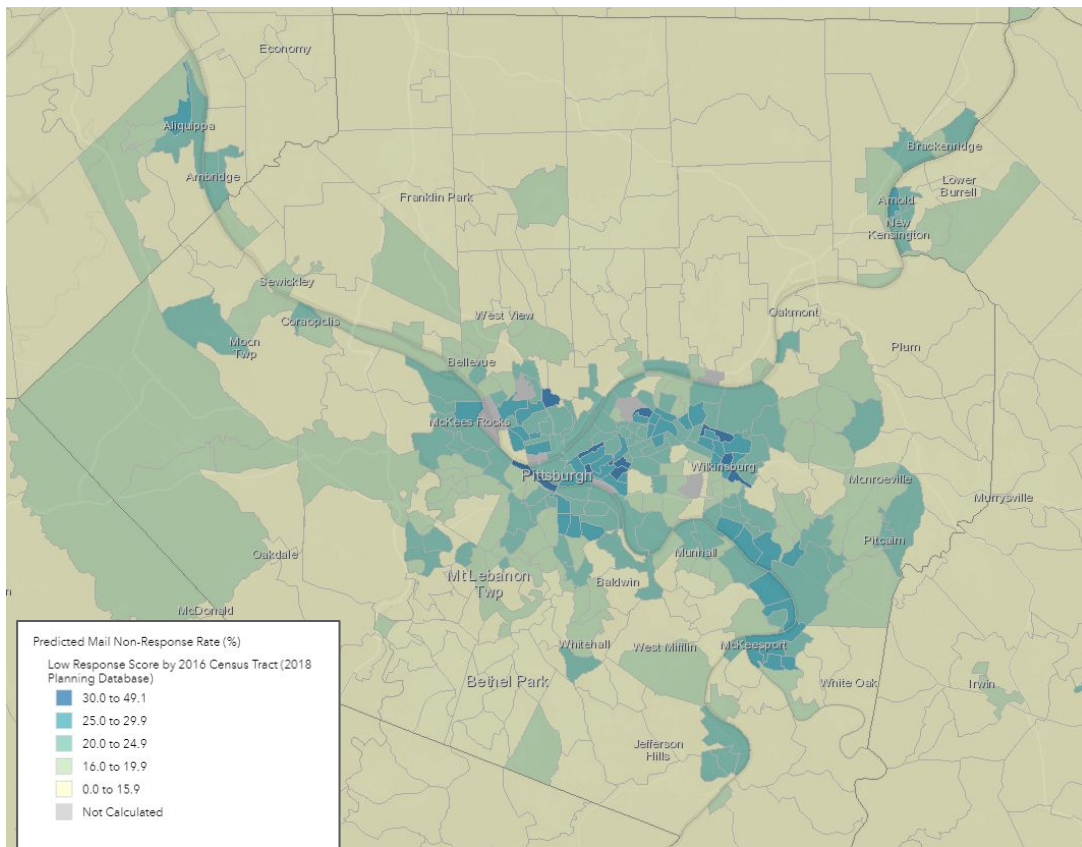 Economy
Aliquippa
Ambridge
Brackenridge
Lower
Burrell
Franklin Park
Arnold
New
Kensington
Sewickley
Coraopolis
West View
Oakmont
Moon
Twp
Plum
Bellevue
McKees Rocks
Pittsburgh
Wilkinsburg
Monroeville
Murrysville
Pitcairn
Oakdale
Munhall
Mt Lebanon
Twp
Baldwin
McDonald
Whitehall
West Mifflin
McKeesport
Bethel Park
White Oak
Irwin
Jefferson
Hills
Predicted Mail Non-Response Rate (%)
Low Response Score by 2016 Census Tract (2018
Planning Database)
30.0 to 49.1
25.0 to 29.9
20.0 to 24.9
16.0 to 19.9
0.0 to 15.9
Not Calculated